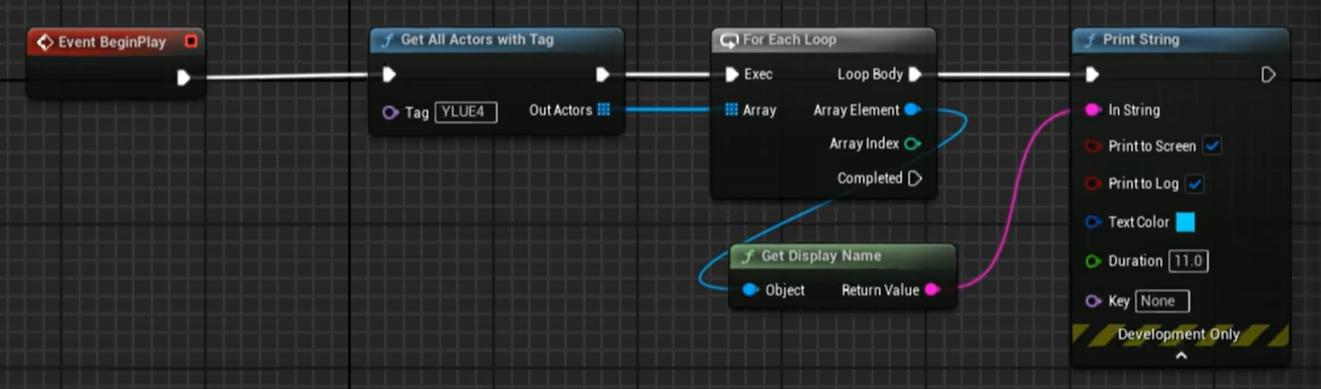 Event BeginPlay
Get All Actors with Tag
Tag YLUE4 Out Actors
For Each Loop
Exec Loop Body
Array Array Element
Array Index
Completed
Get Display Name
Object Return Value
Print String
In String
Print to Screen
Print to Log
Text Color
Duration 11.0
Key None
Development Only